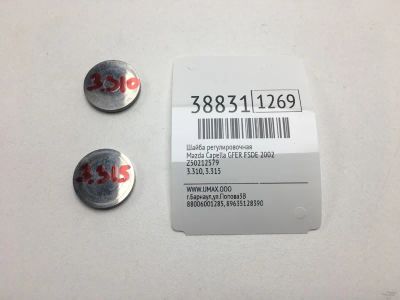 3.310
3.315
38831 1269
Шайба регулировочная
Mazda Capella GFER FSDE 2002
Z50212579
3.310, 3.315
WWW.UMAX.OOO
г.Барнаул,ул.Попова58
88006001285, 89635128390